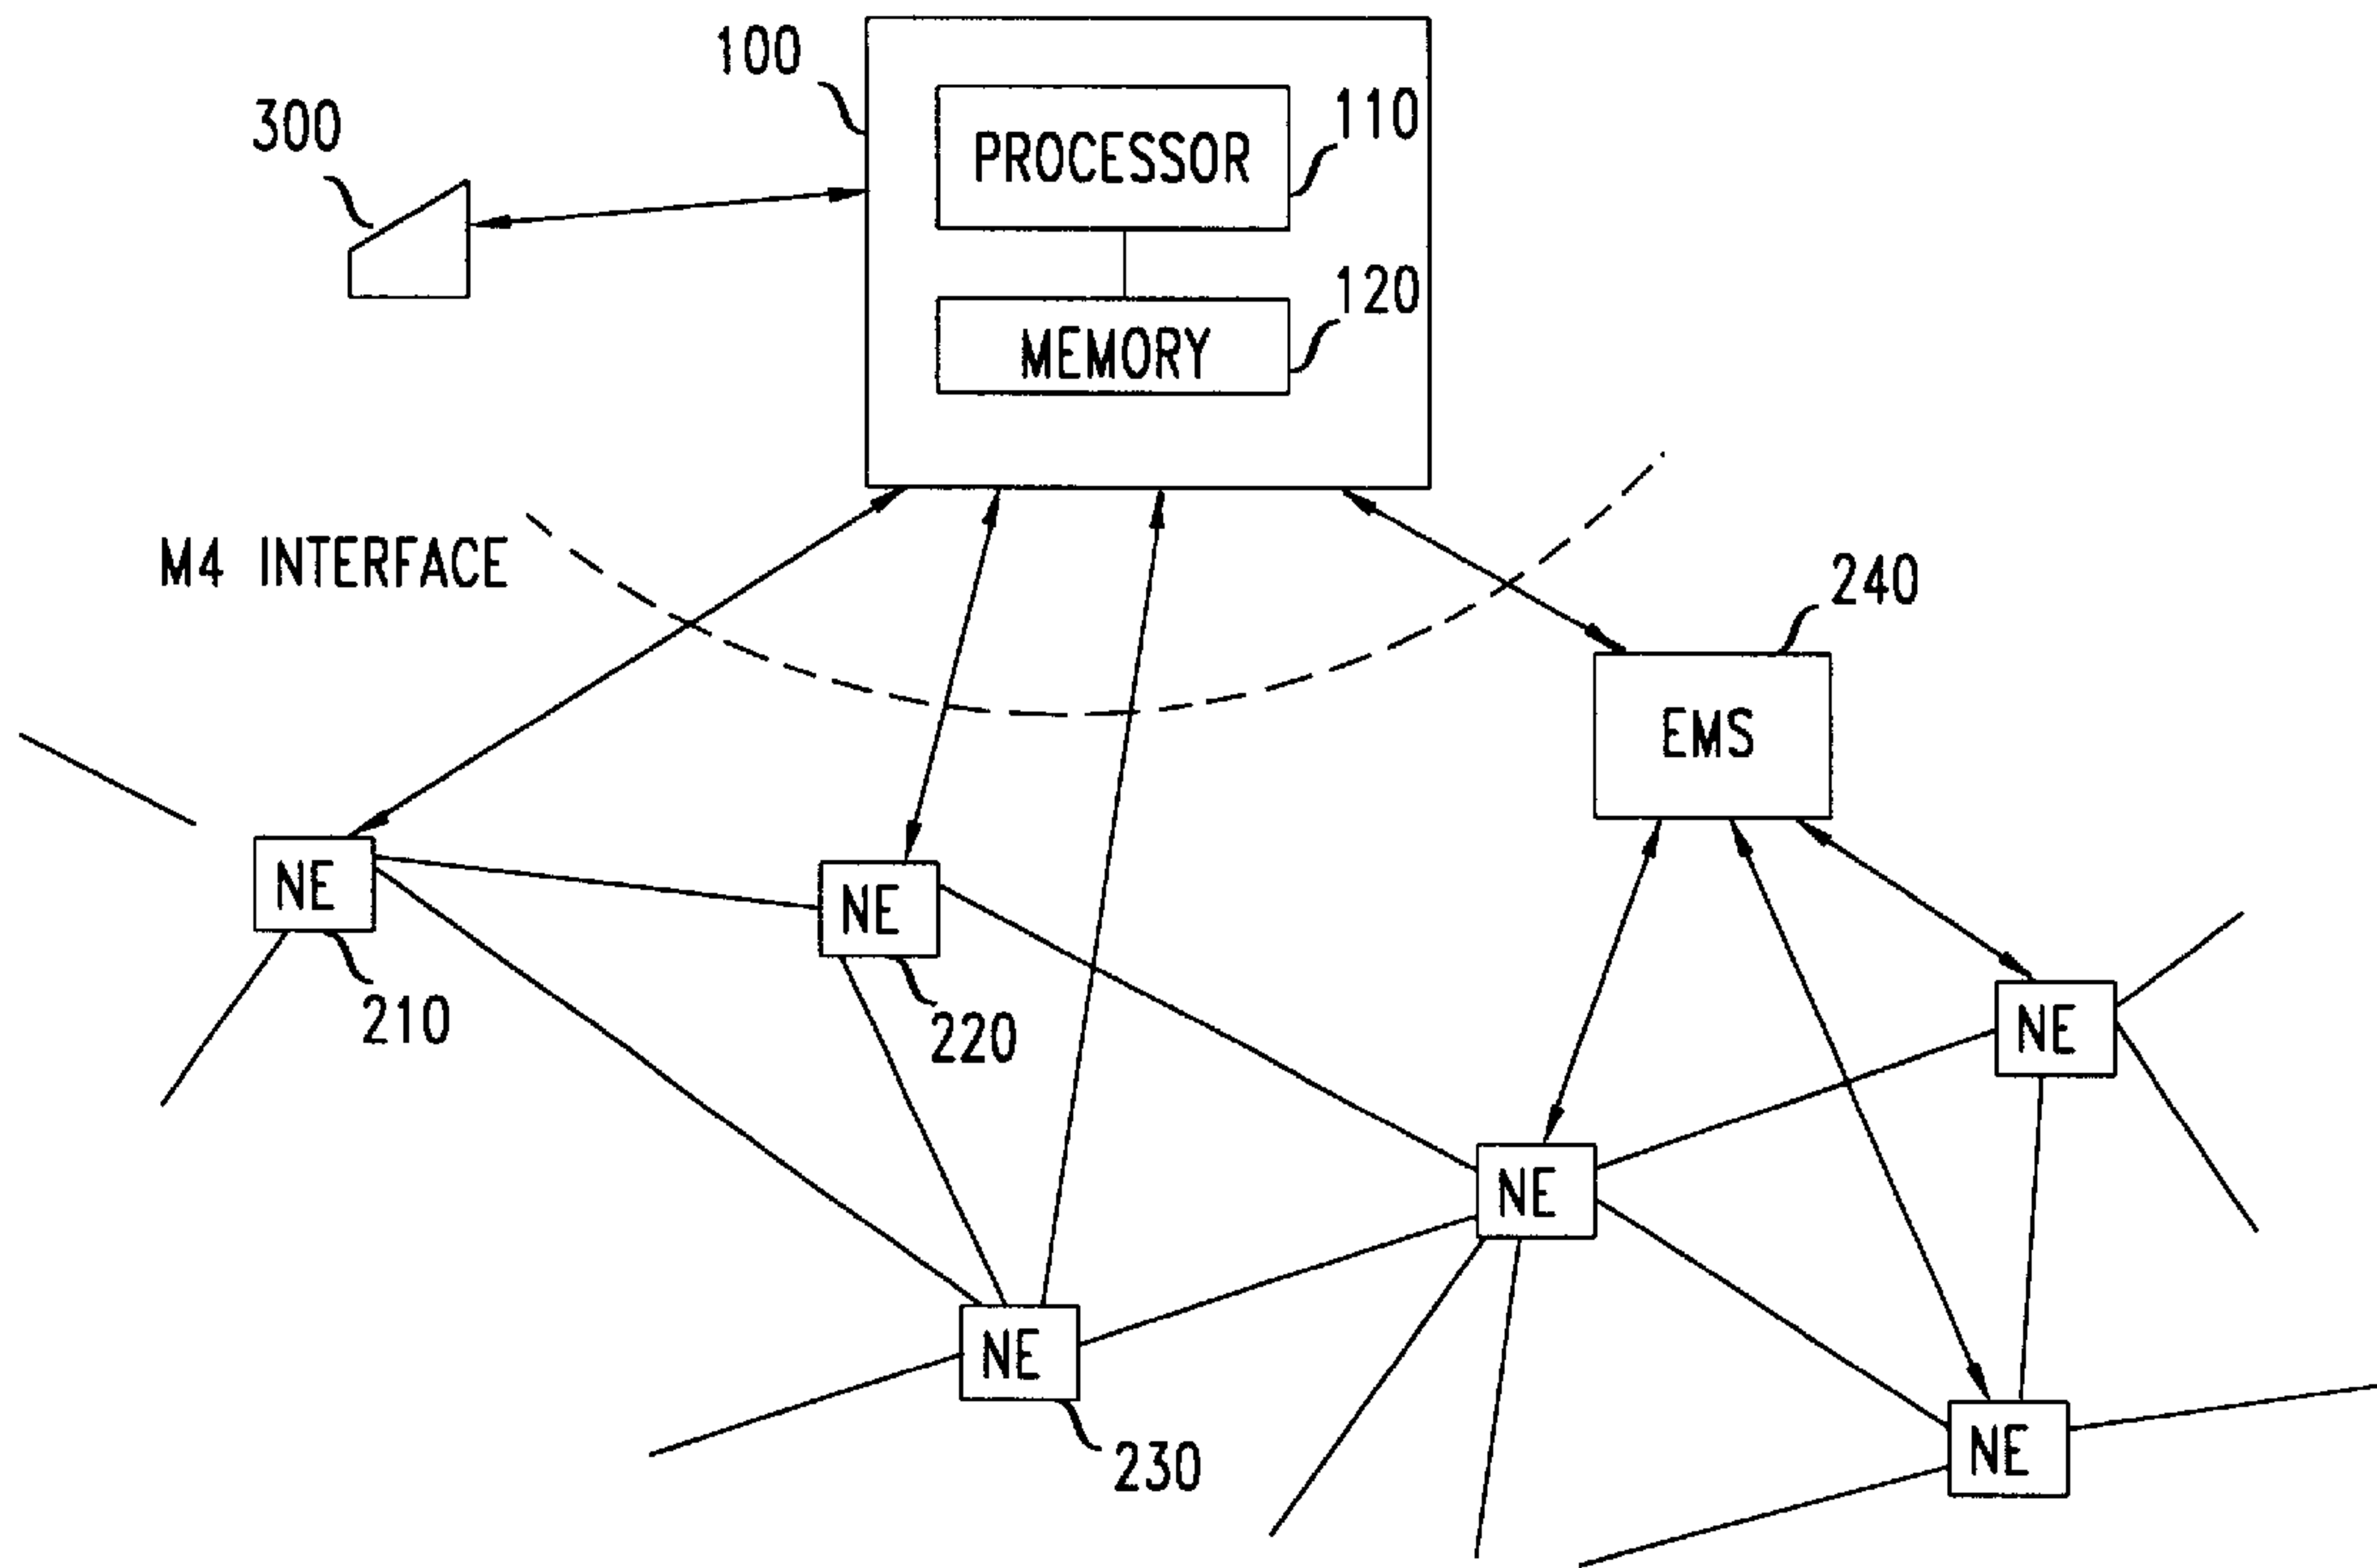 100
300
110
PROCESSOR
120
MEMORY
M4 INTERFACE
240
EMS
NE
NE
210
220
NE
NE
NE
230
NE